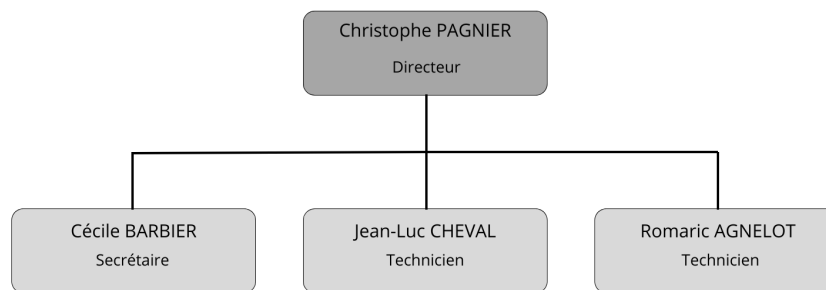 Christophe PAGNIER
Directeur
Cécile BARBIER
Secrétaire
Jean-Luc CHEVAL
Technicien
Romaric AGNELOT
Technicien